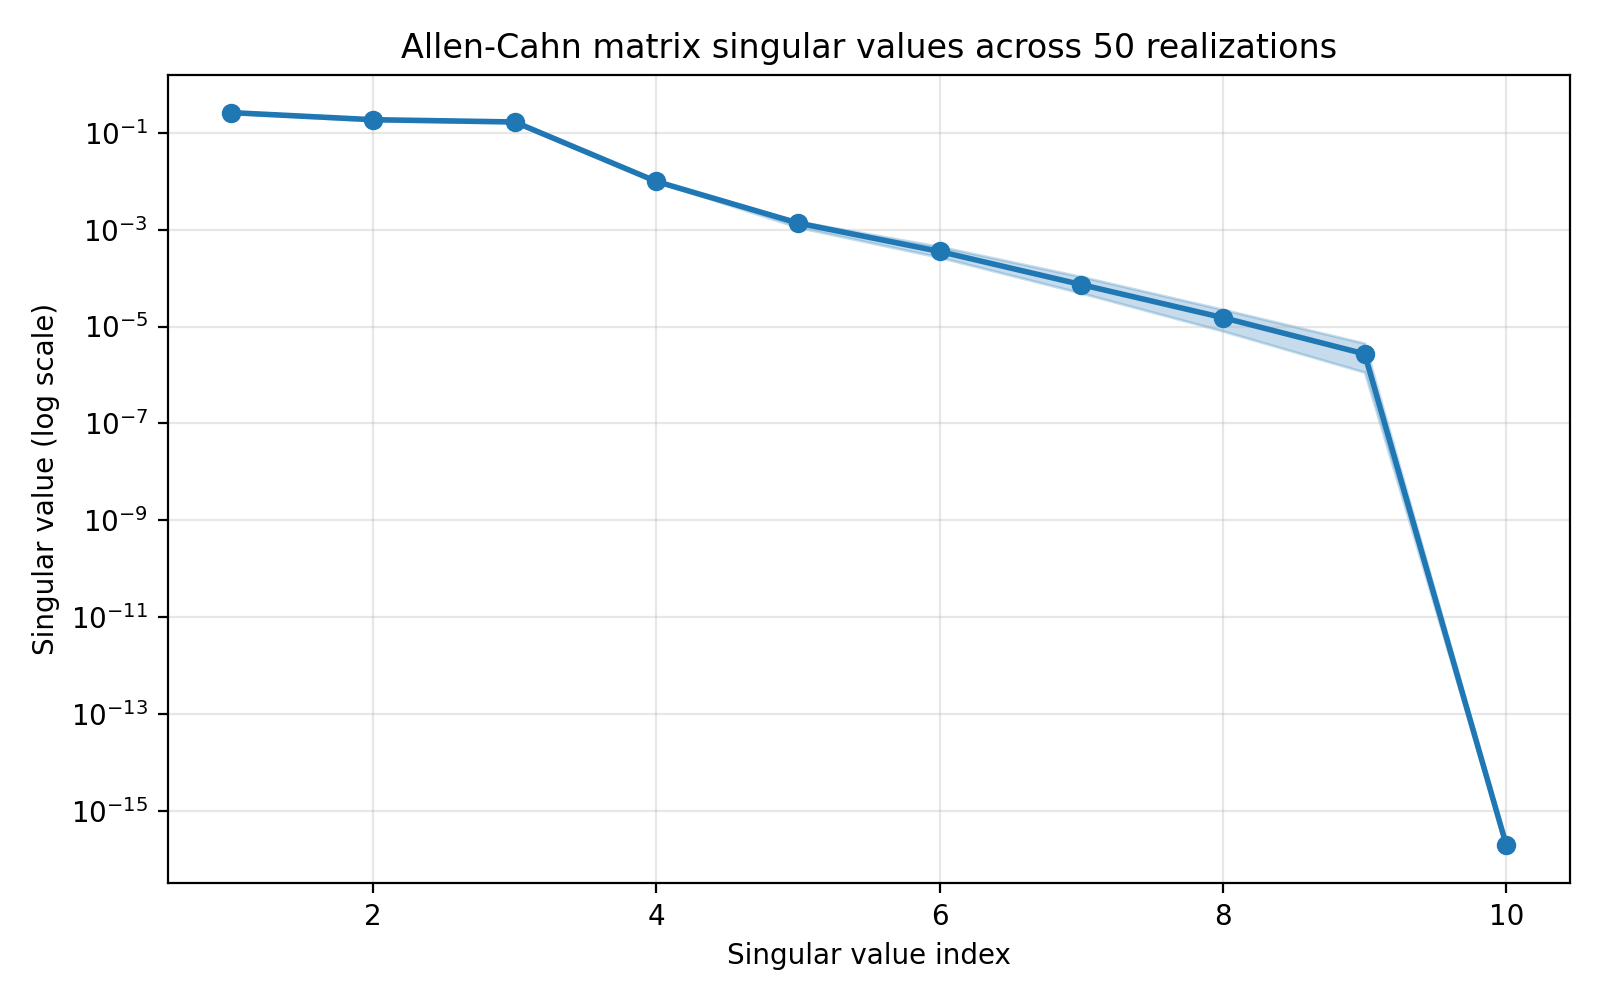 Allen-Cahn matrix singular values across 50 realizations
Singular value (log scale)
10⁻¹
10⁻³
10⁻⁵
10⁻⁷
10⁻⁹
10⁻¹¹
10⁻¹³
10⁻¹⁵
2 4 6 8 10
Singular value index